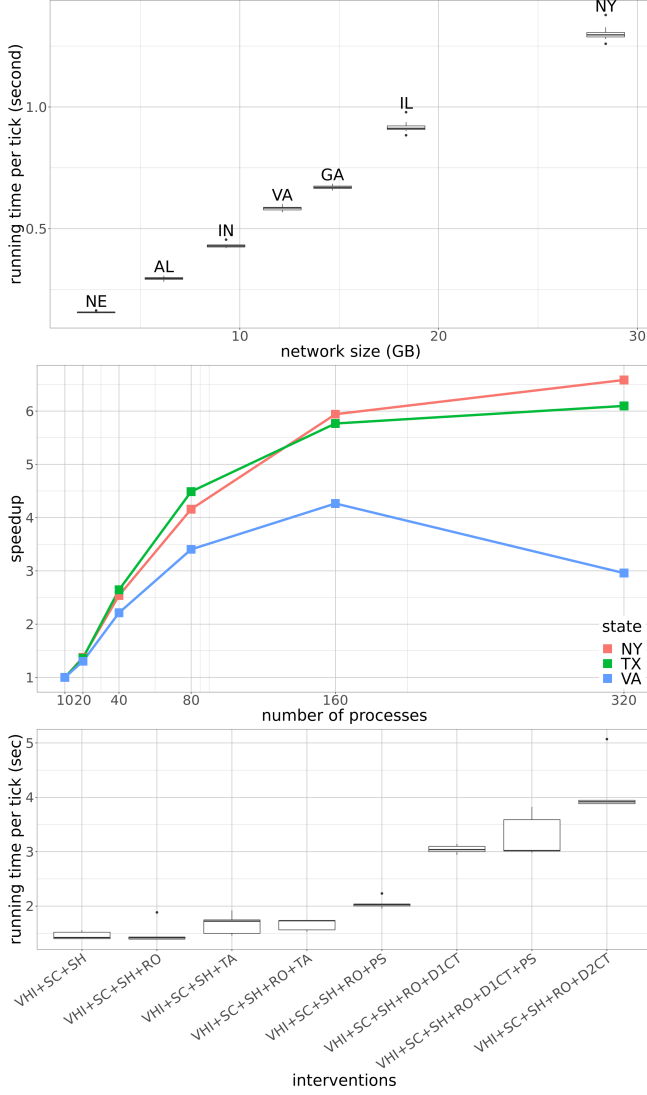 running time per tick (second)
NY
1.0
IL
GA
VA
0.5
IN
AL
NE
10
20
30
network size (GB)
speedup
6
5
4
3
2
1
state
NY
TX
VA
10
20
40
80
160
320
number of processes
running time per tick (sec)
5
4
3
2
VHI+SC+SH
VHI+SC+SH+RO
VHI+SC+SH+TA
VHI+SC+SH+RO+TA
VHI+SC+SH+RO+PS
VHI+SC+SH+RO+D1CT
VHI+SC+SH+RO+D1CT+PS
VHI+SC+SH+RO+D2CT
interventions